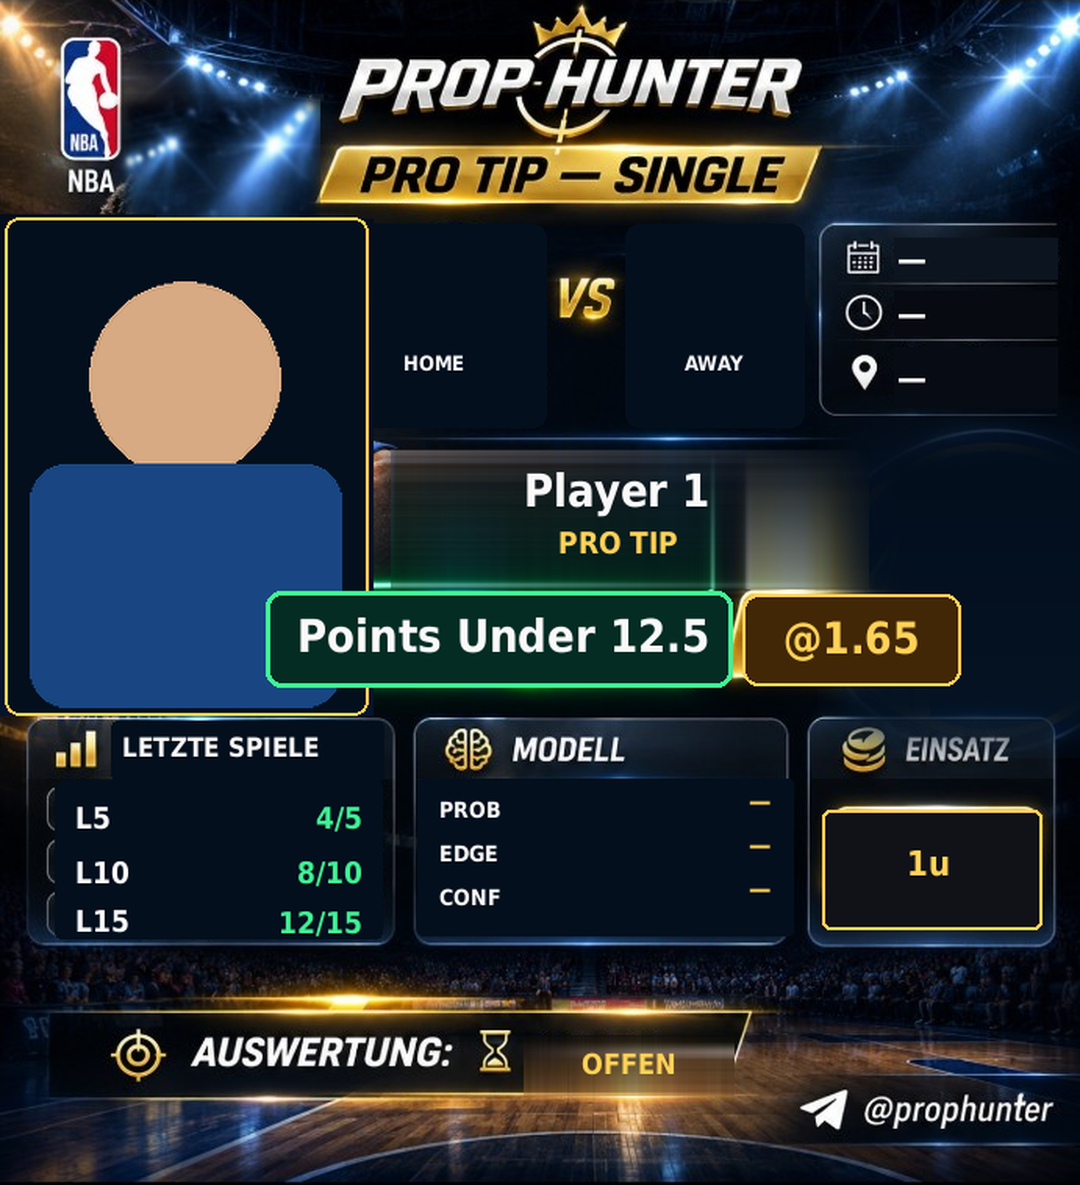 PROP HUNTER
NBA
NBA
PRO TIP — SINGLE
HOME
VS
AWAY
—
—
—
Player 1
PRO TIP
Points Under 12.5
@1.65
LETZTE SPIELE
L5 4/5
L10 8/10
L15 12/15
MODELL
PROB —
EDGE —
CONF —
EINSATZ
1u
AUSWERTUNG:
OFFEN
@prophunter